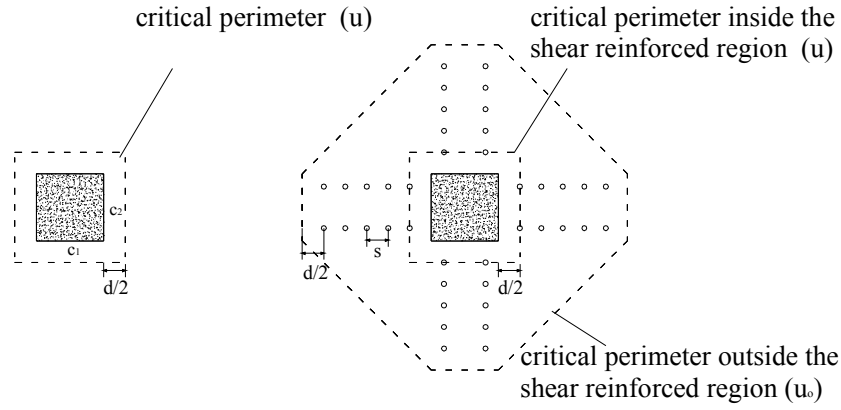 critical perimeter (u)
critical perimeter inside the
shear reinforced region (u)
c₂
c₁
d/2
d/2
s
d/2
critical perimeter outside the
shear reinforced region (uₒ)